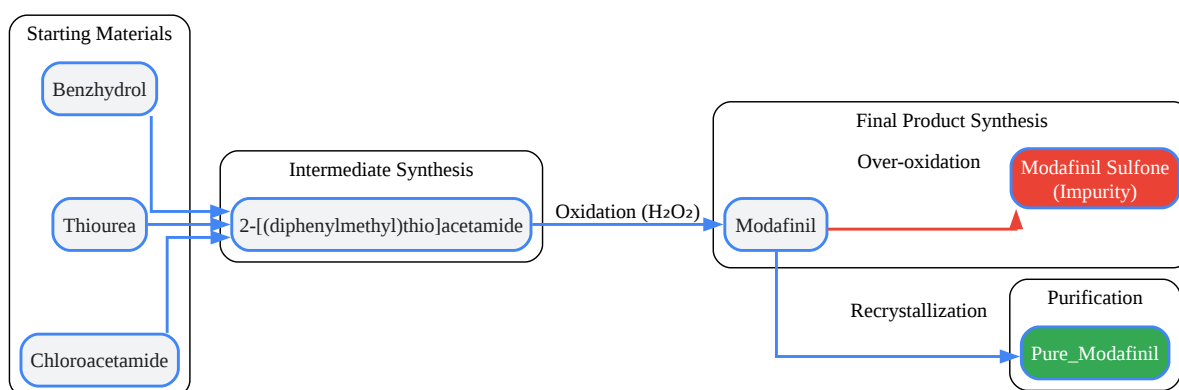 Starting Materials
Benzhydrol
Thiourea
Chloroacetamide
Intermediate Synthesis
2-[(diphenylmethyl)thio]acetamide
Oxidation (H₂O₂)
Final Product Synthesis
Over-oxidation
Modafinil Sulfone
(Impurity)
Modafinil
Recrystallization
Purification
Pure_Modafinil